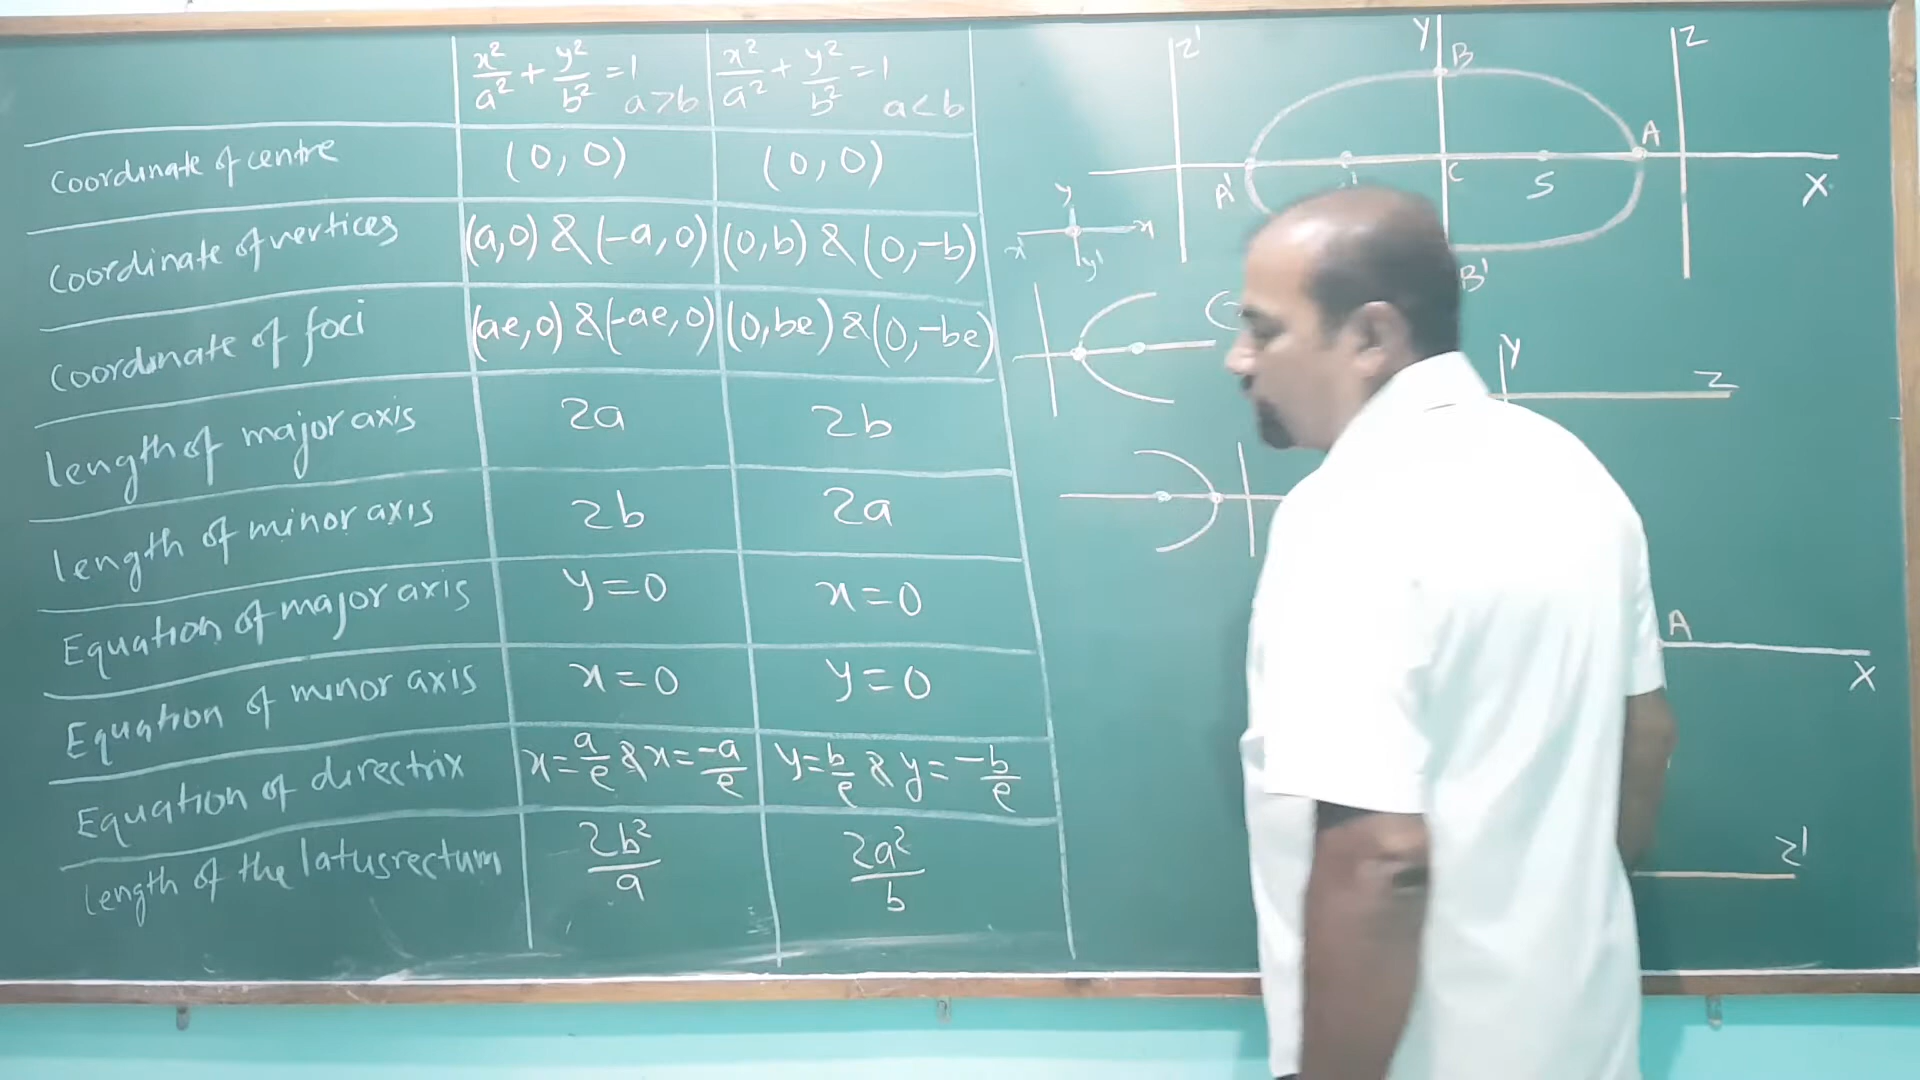 x²/a² + y²/b² = 1 a>b x²/a² + y²/b² = 1 a<b
Coordinate of centre (0, 0) (0, 0)
Coordinate of vertices (a,0) & (-a,0) (0,b) & (0,-b)
Coordinate of foci (ae,0) & (-ae,0) (0,be) & (0,-be)
length of major axis 2a 2b
length of minor axis 2b 2a
Equation of major axis y=0 x=0
Equation of minor axis x=0 y=0
Equation of directrix x=a/e & x=-a/e y=b/e & y=-b/e
length of the latusrectum 2b²/a 2a²/b
Z' Y B Z
A' C S A X
B'
y
x' x
y'
Y Z
A
X
Z'